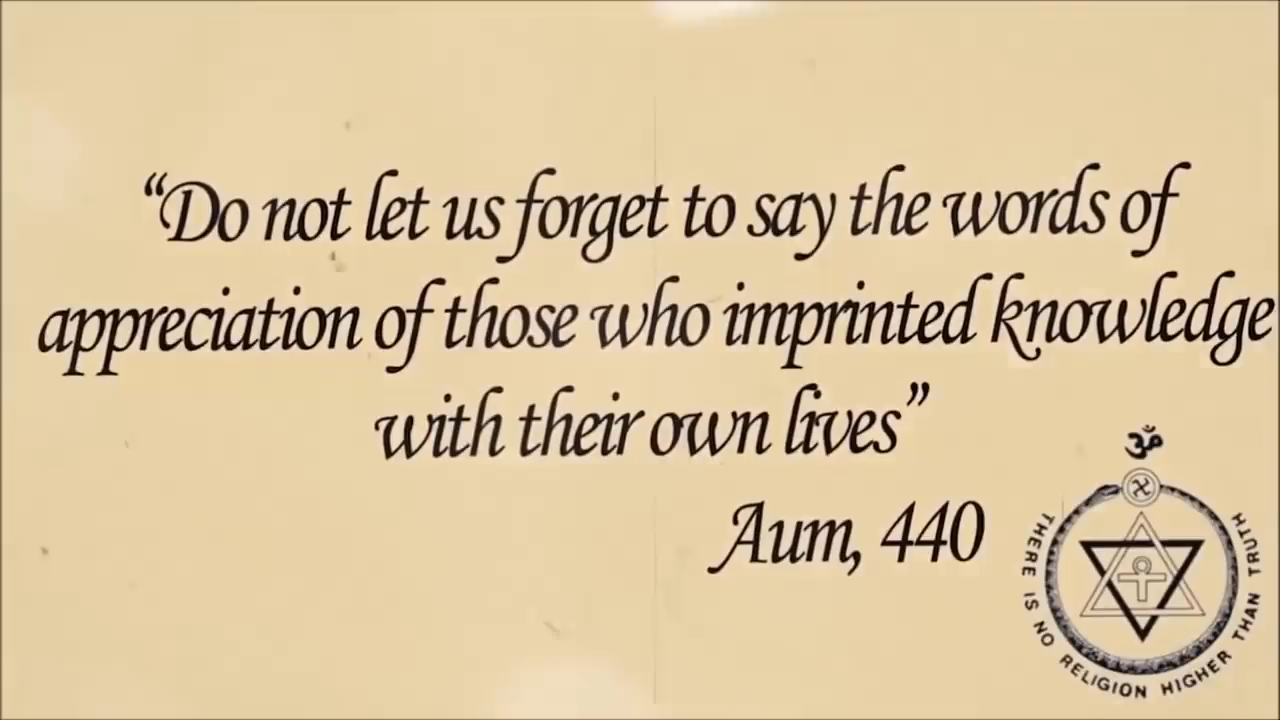 “Do not let us forget to say the words of
appreciation of those who imprinted knowledge
with their own lives”
Aum, 440
ॐ
THERE IS NO RELIGION HIGHER THAN TRUTH